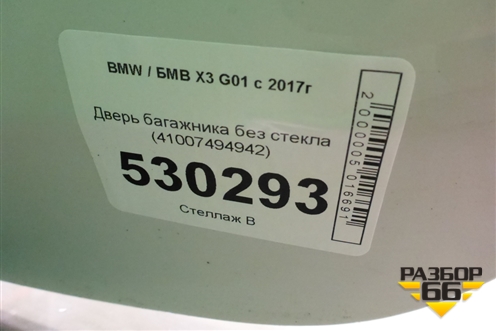 BMW / БМВ X3 G01 с 2017г
Дверь багажника без стекла
(41007494942)
530293
Стеллаж В
2000005016691
РАЗБОР
66